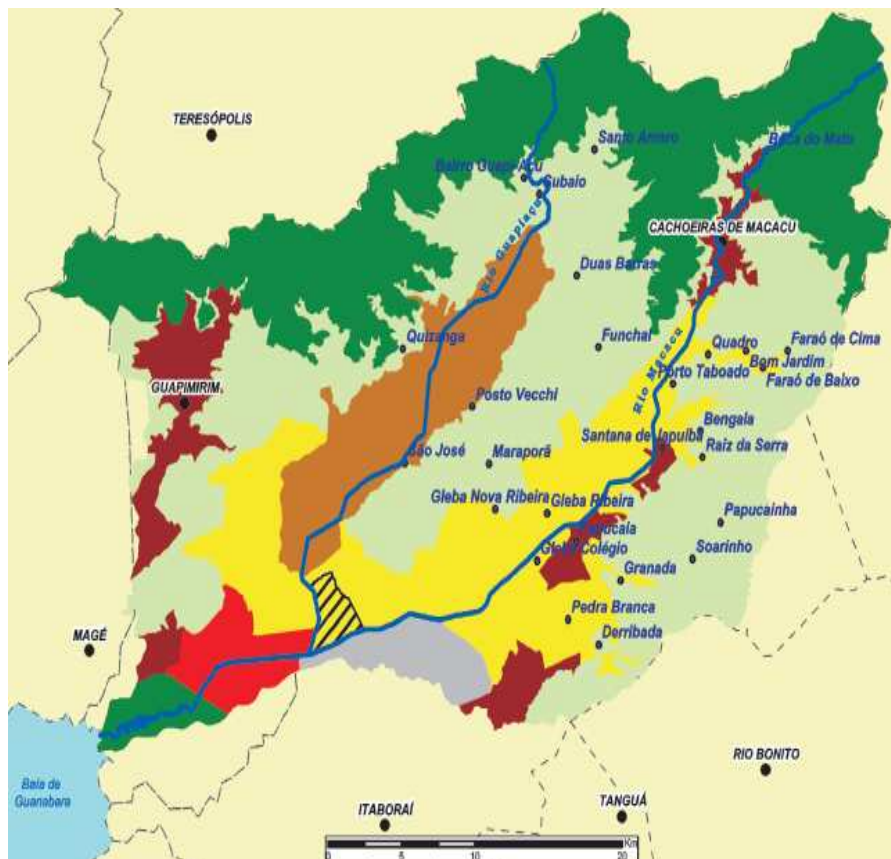 TERESÓPOLIS
Santo Amaro
Boca do Mato
Bairro Guapi-Açu
Subaio
Rio Guapiaçu
CACHOEIRAS DE MACACU
Duas Barras
Quizanga
Funchal
Rio Macacu
Quadro
Faraó de Cima
Bom Jardim
Porto Taboado
Faraó de Baixo
GUAPIMIRIM
Posto Vecchi
Bengala
Santana de Japuíba
São José
Maraporã
Raiz da Serra
Gleba Nova Ribeira
Gleba Ribeira
Papucainha
Gleba Colégio
Soarinho
Granada
Pedra Branca
MAGÉ
Derribada
RIO BONITO
Baía de
Guanabara
ITABORAÍ
TANGUÁ
Km
0
5
10
20